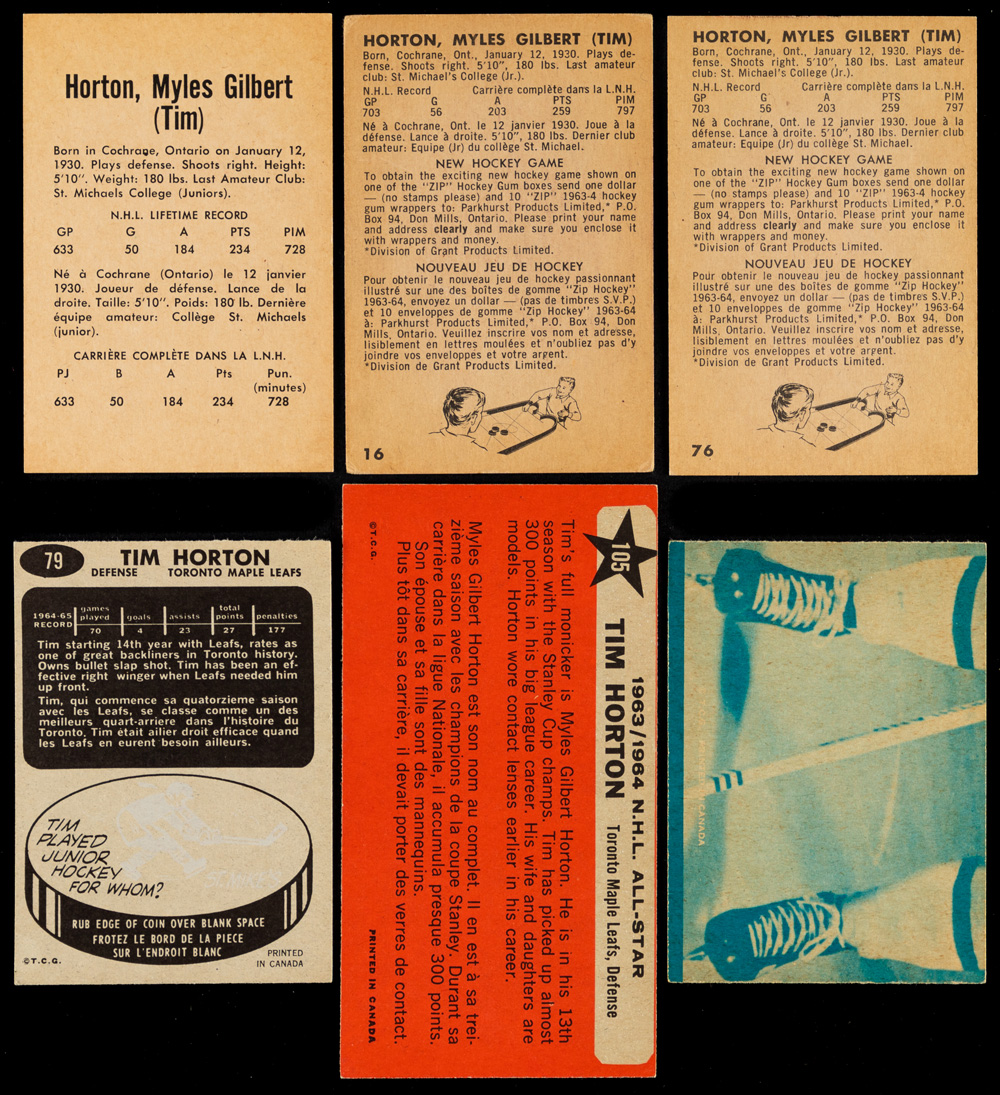 Horton, Myles Gilbert
(Tim)
Born in Cochrane, Ontario on January 12,
1930. Plays defense. Shoots right. Height:
5'10". Weight: 180 lbs. Last Amateur Club:
St. Michaels College (Juniors).
N.H.L. LIFETIME RECORD
GP G A PTS PIM
633 50 184 234 728
Né à Cochrane (Ontario) le 12 janvier
1930. Joueur de défense. Lance de la
droite. Taille: 5'10". Poids: 180 lb. Dernière
équipe amateur: Collège St. Michaels
(junior).
CARRIÈRE COMPLÈTE DANS LA L.N.H.
PJ B A Pts Pun.
(minutes)
633 50 184 234 728
HORTON, MYLES GILBERT (TIM)
Born, Cochrane, Ont., January 12, 1930. Plays de-
fense. Shoots right. 5'10", 180 lbs. Last amateur
club: St. Michael's College (Jr.).
N.H.L. Record Carrière complète dans la L.N.H.
GP G A PTS PIM
703 56 203 259 797
Né à Cochrane, Ont. le 12 janvier 1930. Joue à la
défense. Lance à droite. 5'10", 180 lbs. Dernier club
amateur: Equipe (Jr) du collège St. Michael.
NEW HOCKEY GAME
To obtain the exciting new hockey game shown on
one of the "ZIP" Hockey Gum boxes send one dollar
— (no stamps please) and 10 "ZIP" 1963-4 hockey
gum wrappers to: Parkhurst Products Limited,* P.O.
Box 94, Don Mills, Ontario. Please print your name
and address clearly and make sure you enclose it
with wrappers and money.
*Division of Grant Products Limited.
NOUVEAU JEU DE HOCKEY
Pour obtenir le nouveau jeu de hockey passionnant
illustré sur une des boîtes de gomme "Zip Hockey"
1963-64, envoyez un dollar — (pas de timbres S.V.P.)
et 10 enveloppes de gomme "Zip Hockey" 1963-64
à: Parkhurst Products Limited,* P.O. Box 94, Don
Mills, Ontario. Veuillez inscrire vos nom et adresse,
lisiblement en lettres moulées et n'oubliez pas d'y
joindre vos enveloppes et votre argent.
*Division de Grant Products Limited.
16
HORTON, MYLES GILBERT (TIM)
Born, Cochrane, Ont., January 12, 1930. Plays de-
fense. Shoots right. 5'10", 180 lbs. Last amateur
club: St. Michael's College (Jr.).
N.H.L. Record Carrière complète dans la L.N.H.
GP G A PTS PIM
703 56 203 259 797
Né à Cochrane, Ont. le 12 janvier 1930. Joue à la
défense. Lance à droite. 5'10", 180 lbs. Dernier club
amateur: Equipe (Jr) du collège St. Michael.
NEW HOCKEY GAME
To obtain the exciting new hockey game shown on
one of the "ZIP" Hockey Gum boxes send one dollar
— (no stamps please) and 10 "ZIP" 1963-4 hockey
gum wrappers to: Parkhurst Products Limited,* P.O.
Box 94, Don Mills, Ontario. Please print your name
and address clearly and make sure you enclose it
with wrappers and money.
*Division of Grant Products Limited.
NOUVEAU JEU DE HOCKEY
Pour obtenir le nouveau jeu de hockey passionnant
illustré sur une des boîtes de gomme "Zip Hockey"
1963-64, envoyez un dollar — (pas de timbres S.V.P.)
et 10 enveloppes de gomme "Zip Hockey" 1963-64
à: Parkhurst Products Limited,* P.O. Box 94, Don
Mills, Ontario. Veuillez inscrire vos nom et adresse,
lisiblement en lettres moulées et n'oubliez pas d'y
joindre vos enveloppes et votre argent.
*Division de Grant Products Limited.
76
79 TIM HORTON
DEFENSE TORONTO MAPLE LEAFS
1964-65 RECORD games played goals assists total points penalties
70 4 23 27 177
Tim starting 14th year with Leafs, rates as
one of great backliners in Toronto history.
Owns bullet slap shot. Tim has been an ef-
fective right winger when Leafs needed him
up front.
Tim, qui commence sa quatorzieme saison
avec les Leafs, se classe comme un des
meilleurs quart-arriere dans l'histoire du
Toronto. Tim était ailier droit efficace quand
les Leafs en eurent besoin ailleurs.
TIM
PLAYED
JUNIOR
HOCKEY
FOR WHOM?
RUB EDGE OF COIN OVER BLANK SPACE
FROTEZ LE BORD DE LA PIECE
SUR L'ENDROIT BLANC
©T.C.G.
PRINTED
IN CANADA
105
1963/1964 N.H.L. ALL-STAR
TIM HORTON Toronto Maple Leafs, Defense
Tim's full monicker is Myles Gilbert Horton. He is in his 13th
season with the Stanley Cup champs. Tim has picked up almost
300 points in his big league career. His wife and daughters are
models. Horton wore contact lenses earlier in his career.
Myles Gilbert Horton est son nom au complet. Il en est à sa trei-
zième saison avec les champions de la coupe Stanley. Durant sa
carrière dans la ligue Nationale, il accumula presque 300 points.
Son épouse et sa fille sont des mannequins.
Plus tôt dans sa carrière, il devait porter des verres de contact.
©T.C.G. PRINTED IN CANADA
CANADA